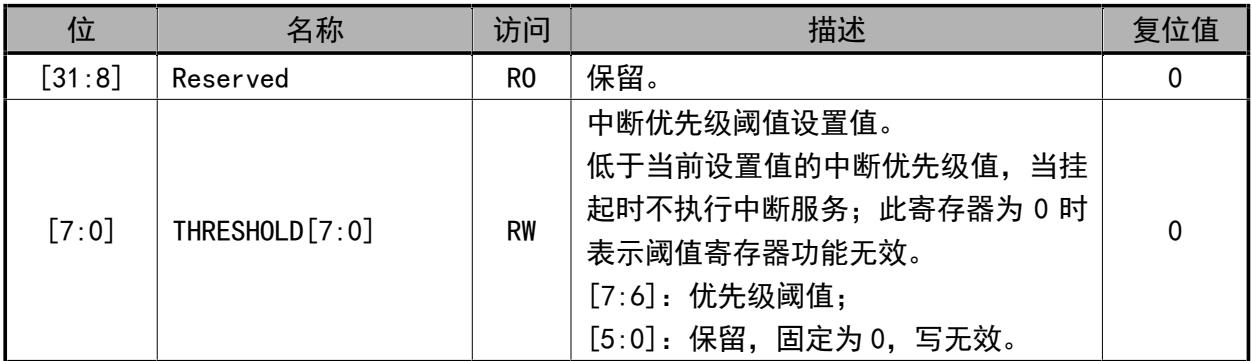 位 名称 访问 描述 复位值
[31:8] Reserved RO 保留。 0
中断优先级阈值设置值。
低于当前设置值的中断优先级值，当挂
起时不执行中断服务；此寄存器为 0 时
表示阈值寄存器功能无效。
[7:6]：优先级阈值；
[5:0]：保留，固定为 0，写无效。
[7:0] THRESHOLD[7:0] RW 0